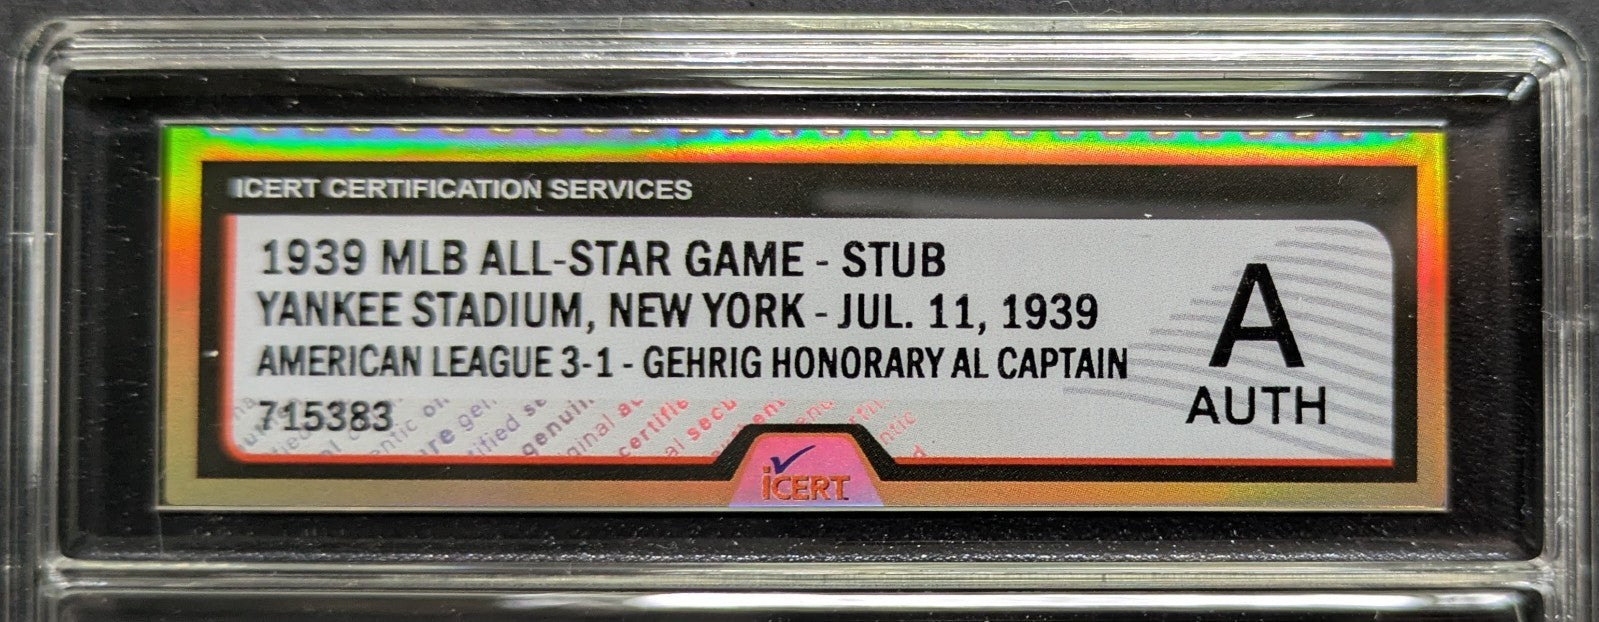 ICERT CERTIFICATION SERVICES
1939 MLB ALL-STAR GAME - STUB
YANKEE STADIUM, NEW YORK - JUL. 11, 1939
AMERICAN LEAGUE 3-1 - GEHRIG HONORARY AL CAPTAIN
715383
A
AUTH
iCERT